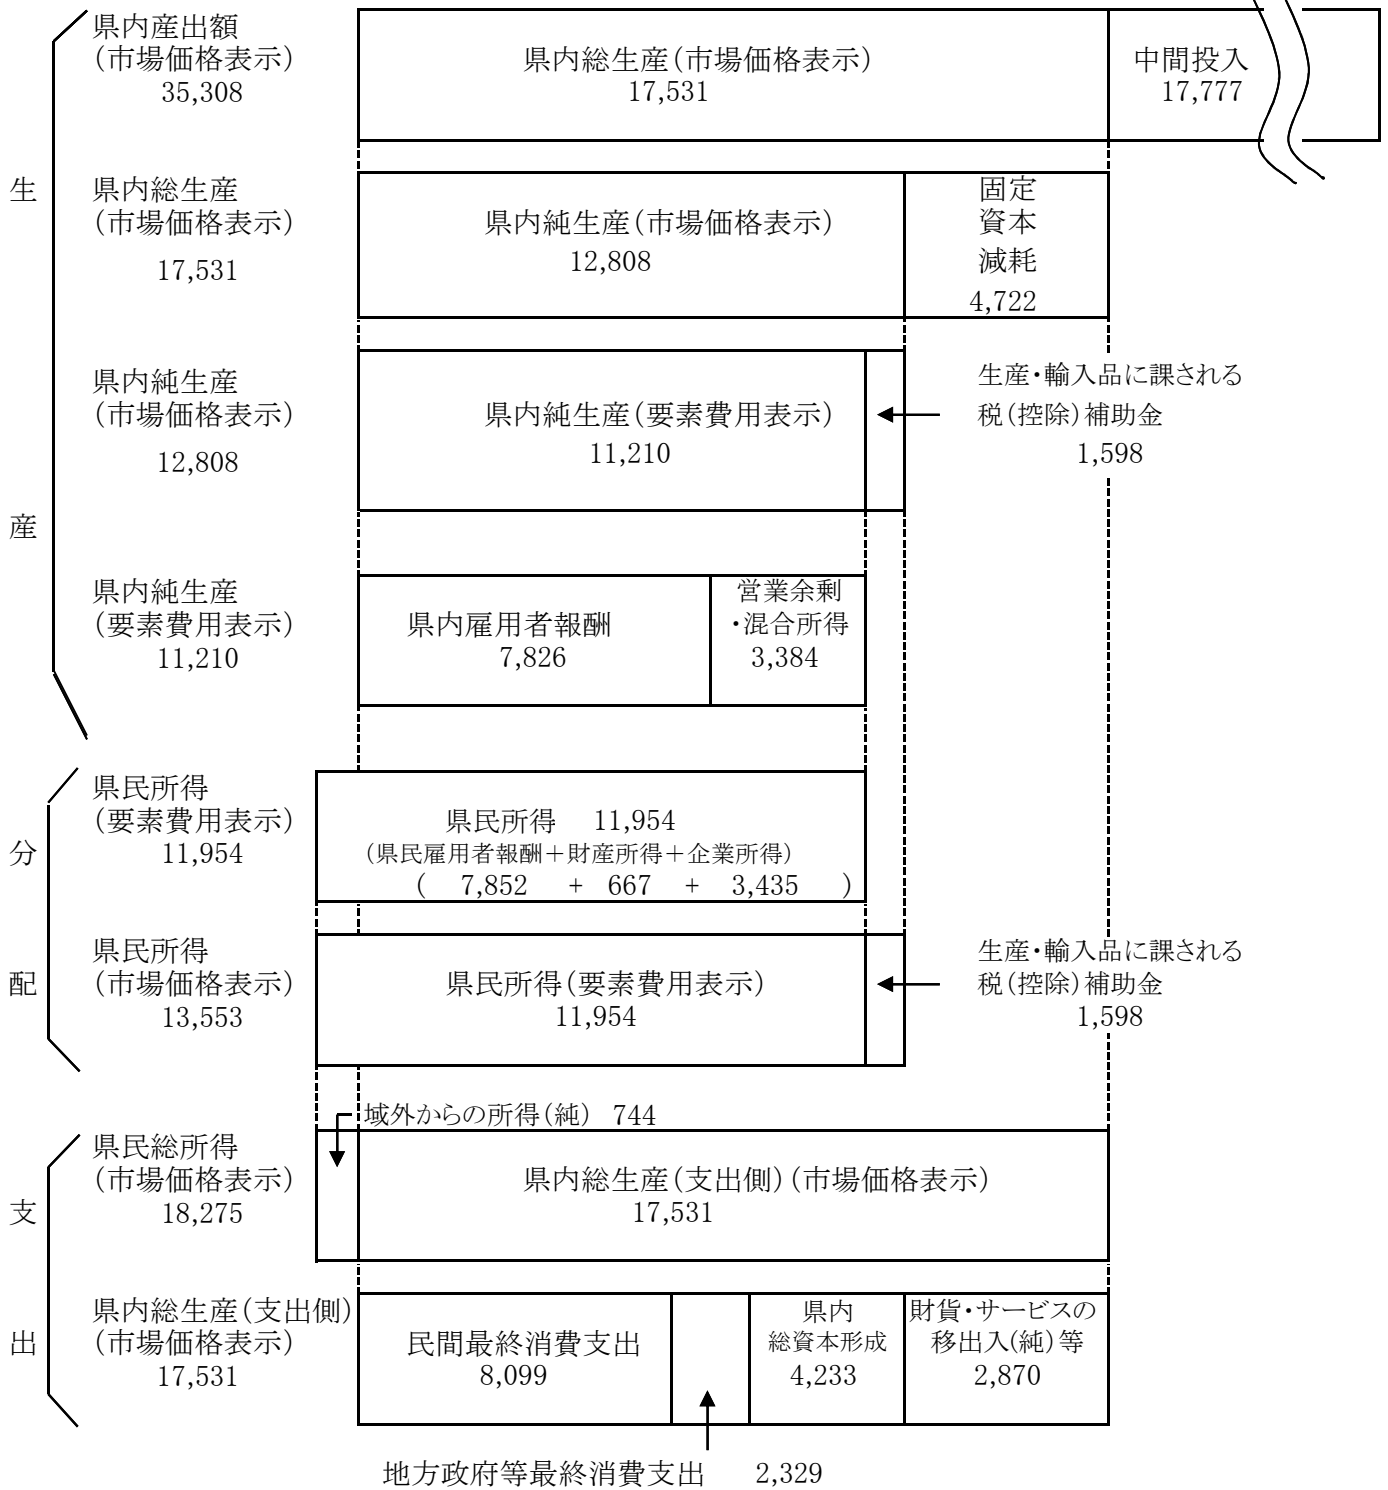 県内産出額
(市場価格表示)
35,308
県内総生産(市場価格表示)
17,531
中間投入
17,777
生
県内総生産
(市場価格表示)
17,531
県内純生産(市場価格表示)
12,808
固定
資本
減耗
4,722
県内純生産
(市場価格表示)
12,808
県内純生産(要素費用表示)
11,210
生産・輸入品に課される
税(控除)補助金
1,598
産
県内純生産
(要素費用表示)
11,210
県内雇用者報酬
7,826
営業余剰
・混合所得
3,384
分
県民所得
(要素費用表示)
11,954
県民所得 11,954
(県民雇用者報酬+財産所得+企業所得)
( 7,852 + 667 + 3,435 )
配
県民所得
(市場価格表示)
13,553
県民所得(要素費用表示)
11,954
生産・輸入品に課される
税(控除)補助金
1,598
域外からの所得(純) 744
支
県民総所得
(市場価格表示)
18,275
県内総生産(支出側)(市場価格表示)
17,531
出
県内総生産(支出側)
(市場価格表示)
17,531
民間最終消費支出
8,099
県内
総資本形成
4,233
財貨・サービスの
移出入(純)等
2,870
地方政府等最終消費支出 2,329